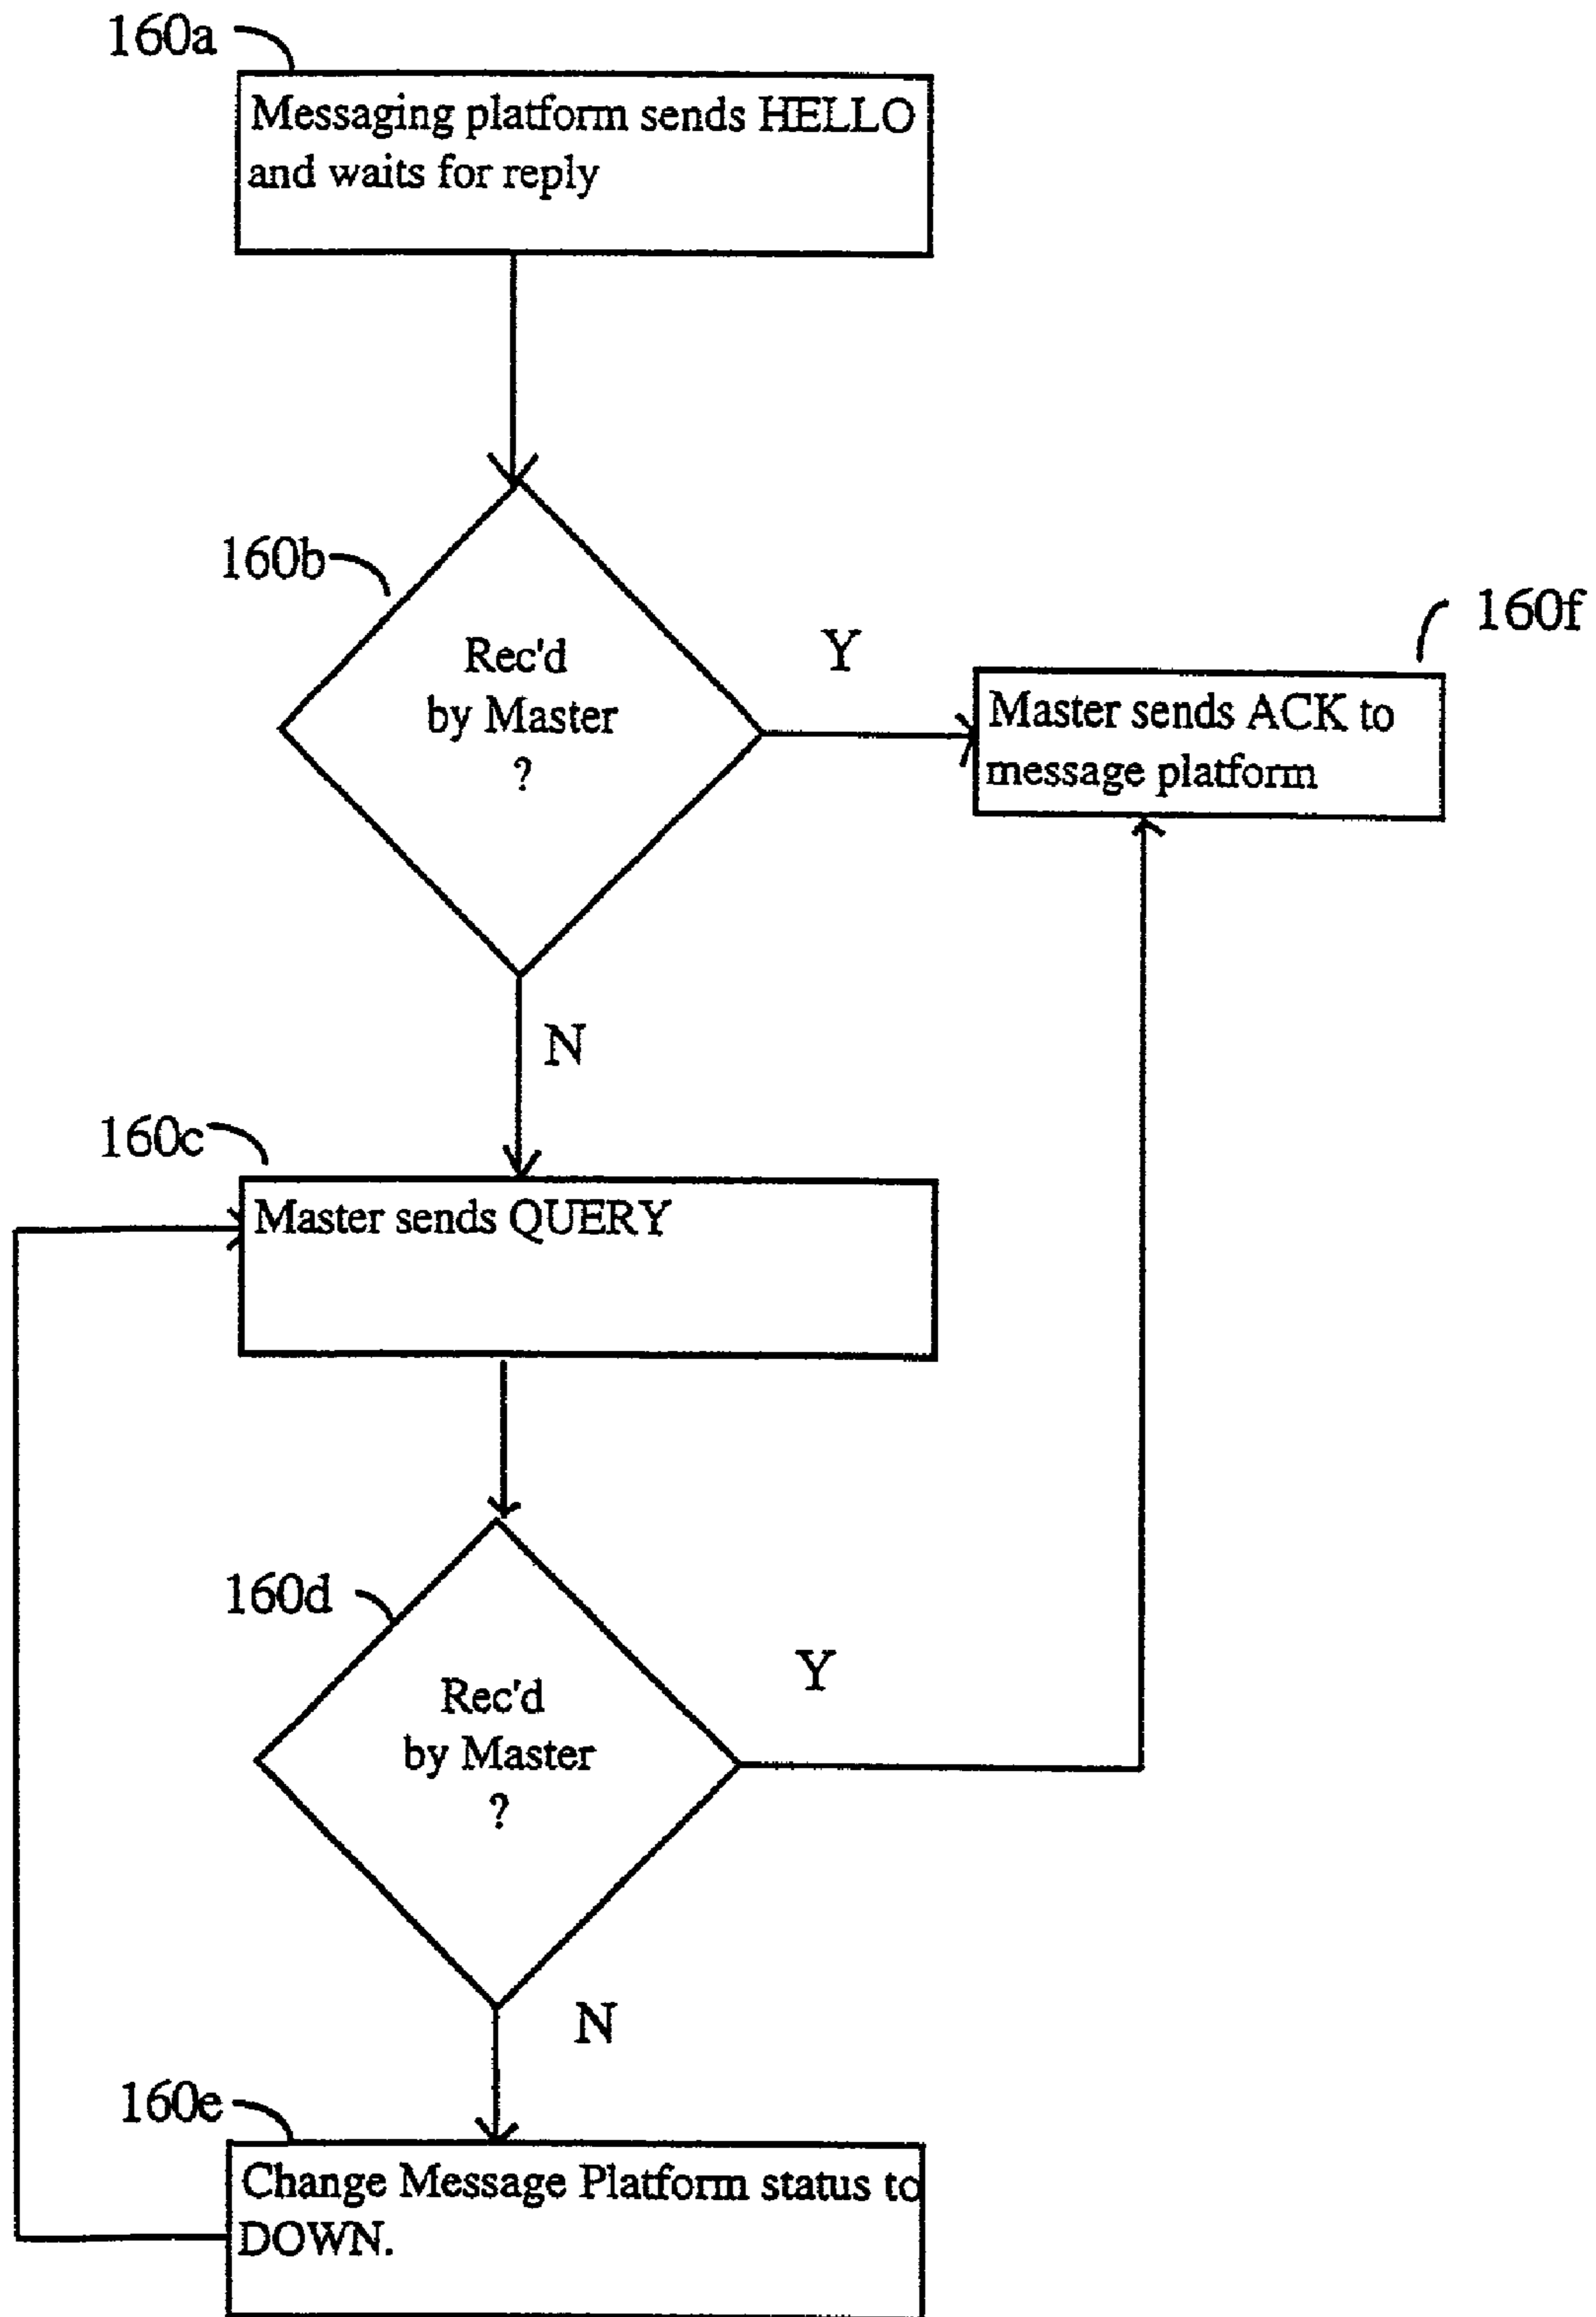 160a
Messaging platform sends HELLO
and waits for reply
160b
Rec'd
by Master
?
Y
160f
Master sends ACK to
message platform
N
160c
Master sends QUERY
160d
Rec'd
by Master
?
Y
N
160e
Change Message Platform status to
DOWN.